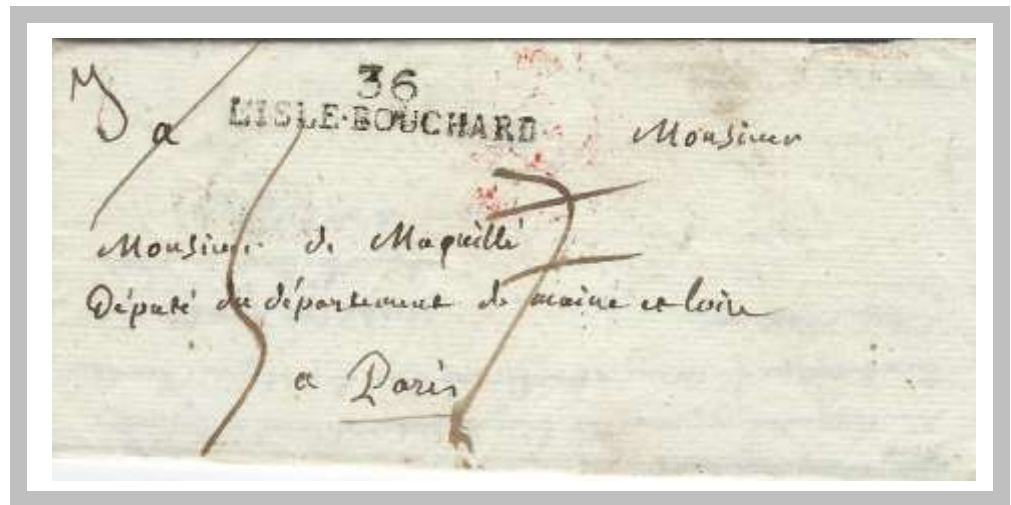 36
L'ISLE-BOUCHARD
a Monsieur
Monsieur de Maquillé
Député du département de maine et loire
a Paris